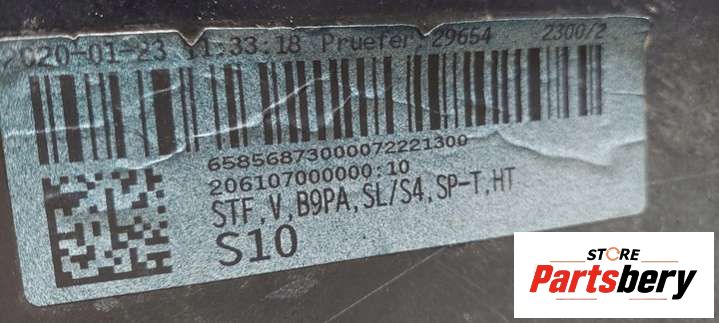 2020-01-23 11:33:18 Pruefer:29654 2300/2
65856873000072221300
206107000000:10
STF,V,B9PA,SL/S4,SP-T,HT
S10
STORE
Partsbery